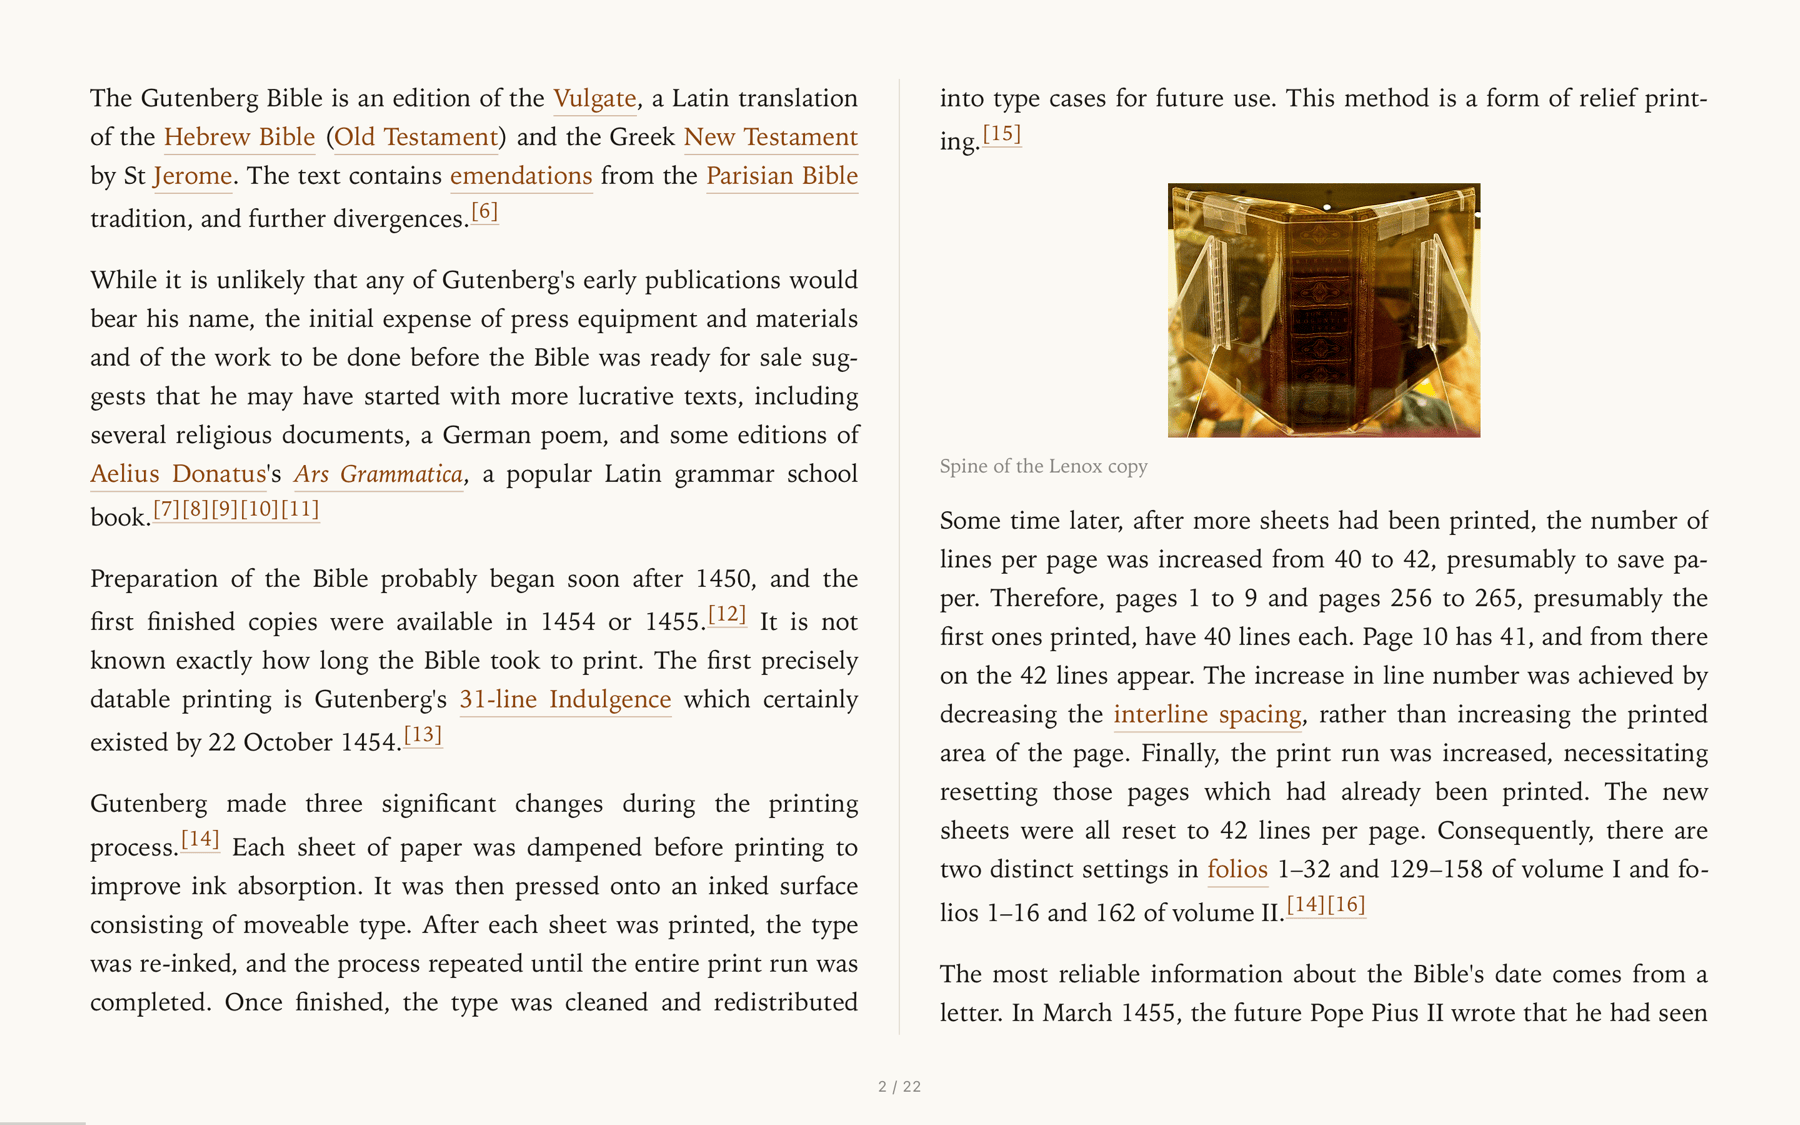 The Gutenberg Bible is an edition of the Vulgate, a Latin translation
of the Hebrew Bible (Old Testament) and the Greek New Testament
by St Jerome. The text contains emendations from the Parisian Bible
tradition, and further divergences.[6]
While it is unlikely that any of Gutenberg's early publications would
bear his name, the initial expense of press equipment and materials
and of the work to be done before the Bible was ready for sale sug-
gests that he may have started with more lucrative texts, including
several religious documents, a German poem, and some editions of
Aelius Donatus's Ars Grammatica, a popular Latin grammar school
book.[7][8][9][10][11]
Preparation of the Bible probably began soon after 1450, and the
first finished copies were available in 1454 or 1455.[12] It is not
known exactly how long the Bible took to print. The first precisely
datable printing is Gutenberg's 31-line Indulgence which certainly
existed by 22 October 1454.[13]
Gutenberg made three significant changes during the printing
process.[14] Each sheet of paper was dampened before printing to
improve ink absorption. It was then pressed onto an inked surface
consisting of moveable type. After each sheet was printed, the type
was re-inked, and the process repeated until the entire print run was
completed. Once finished, the type was cleaned and redistributed
into type cases for future use. This method is a form of relief print-
ing.[15]
Spine of the Lenox copy
Some time later, after more sheets had been printed, the number of
lines per page was increased from 40 to 42, presumably to save pa-
per. Therefore, pages 1 to 9 and pages 256 to 265, presumably the
first ones printed, have 40 lines each. Page 10 has 41, and from there
on the 42 lines appear. The increase in line number was achieved by
decreasing the interline spacing, rather than increasing the printed
area of the page. Finally, the print run was increased, necessitating
resetting those pages which had already been printed. The new
sheets were all reset to 42 lines per page. Consequently, there are
two distinct settings in folios 1–32 and 129–158 of volume I and fo-
lios 1–16 and 162 of volume II.[14][16]
The most reliable information about the Bible's date comes from a
letter. In March 1455, the future Pope Pius II wrote that he had seen
2 / 22